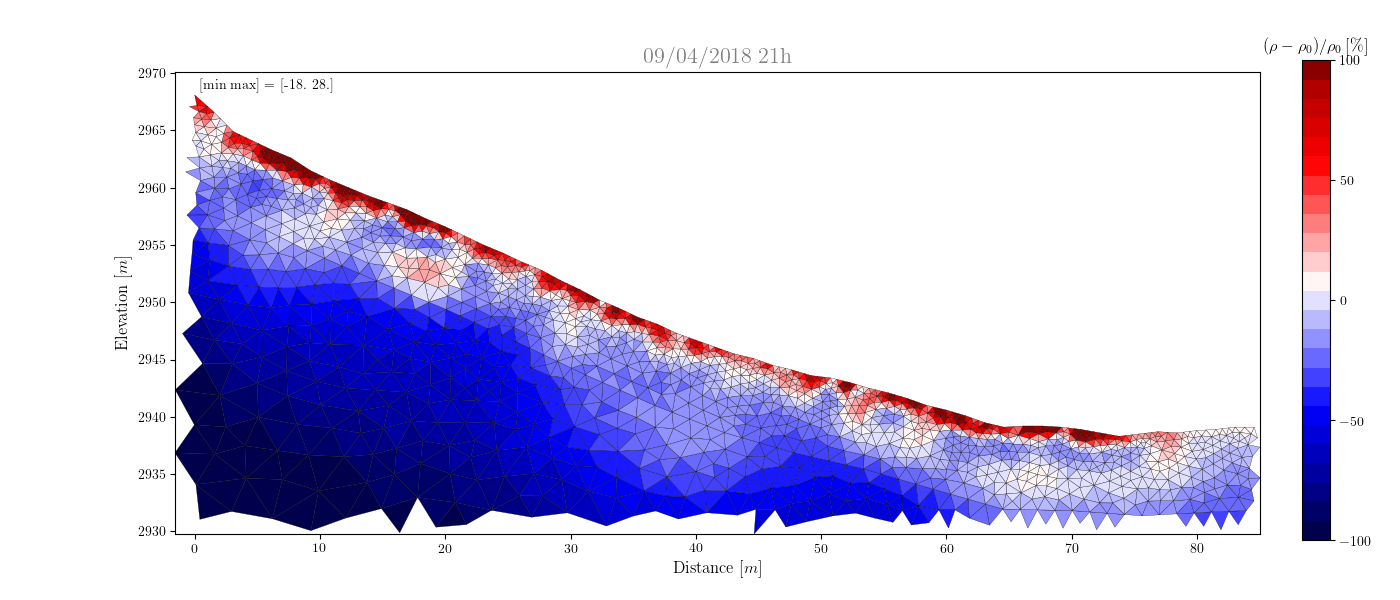 09/04/2018 21h
(ρ − ρ₀)/ρ₀ [%]
[min max] = [-18. 28.]
Elevation [m]
2970
2965
2960
2955
2950
2945
2940
2935
2930
0 10 20 30 40 50 60 70 80
Distance [m]
100
50
0
−50
−100